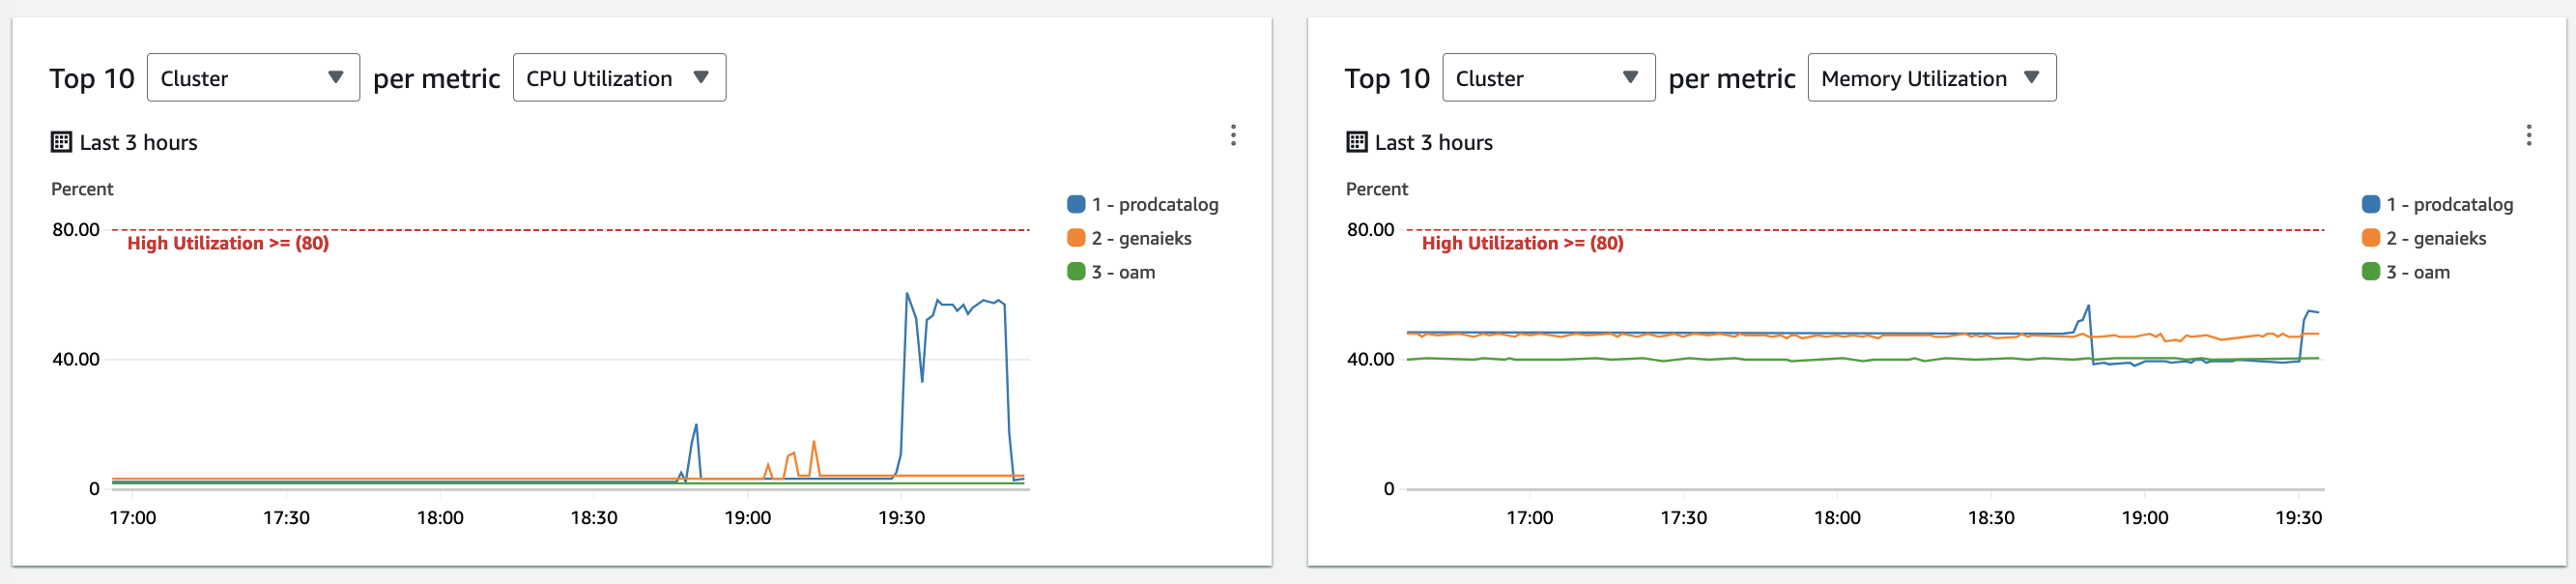 Top 10 Cluster per metric CPU Utilization
Last 3 hours
Percent
80.00
High Utilization >= (80)
40.00
0
17:00 17:30 18:00 18:30 19:00 19:30
1 - prodcatalog
2 - genaieks
3 - oam
Top 10 Cluster per metric Memory Utilization
Last 3 hours
Percent
80.00
High Utilization >= (80)
40.00
0
17:00 17:30 18:00 18:30 19:00 19:30
1 - prodcatalog
2 - genaieks
3 - oam